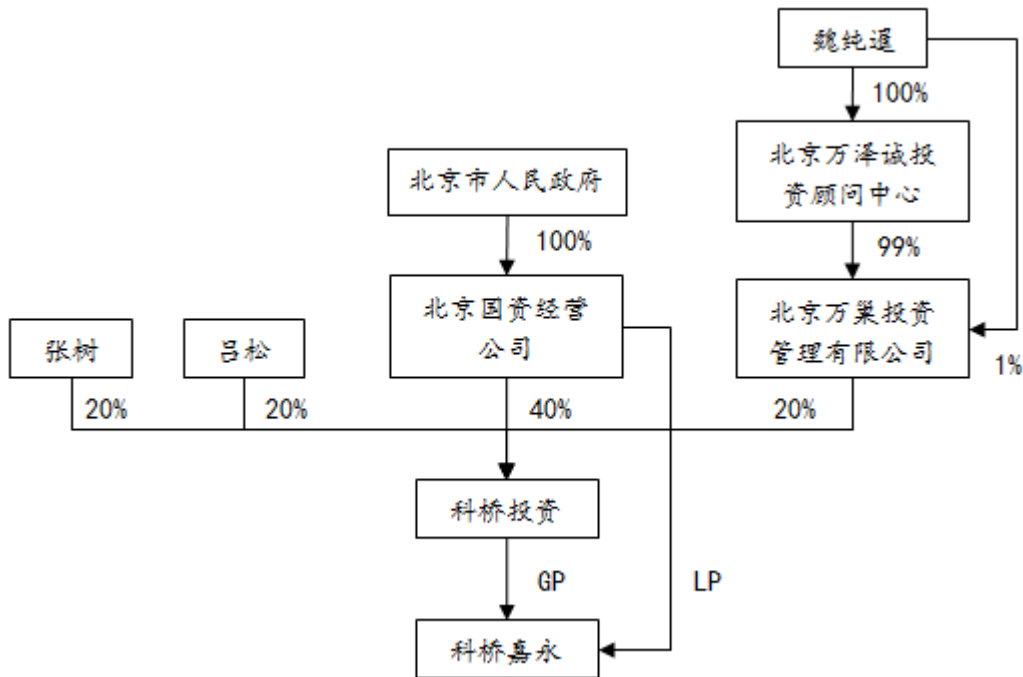 魏纯暹
100%
北京万泽诚投
资顾问中心
北京市人民政府
100%
99%
北京国资经营
公司
北京万巢投资
管理有限公司
1%
张树
吕松
20%
20%
40%
20%
科桥投资
GP
LP
科桥嘉永